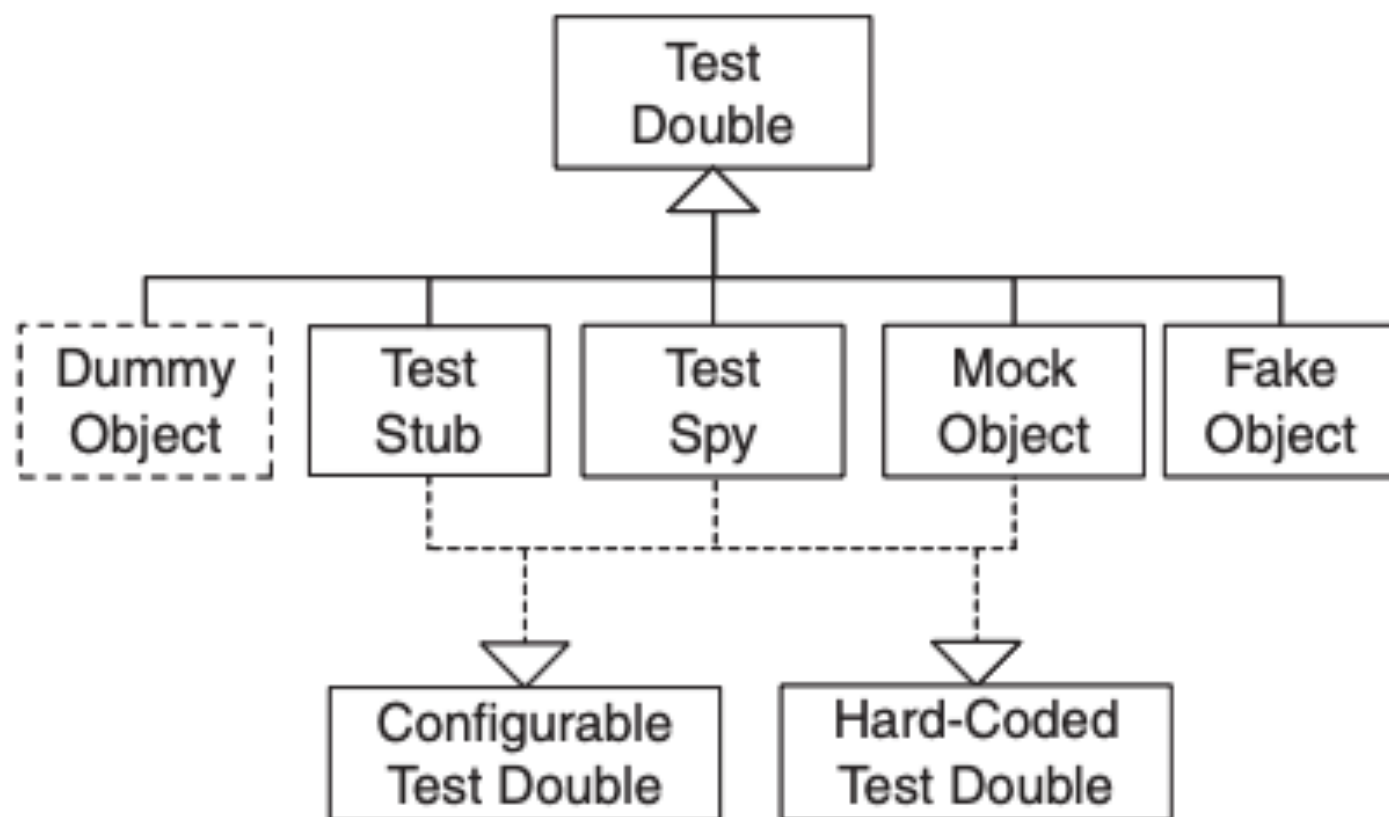 Test
Double
Dummy
Object
Test
Stub
Test
Spy
Mock
Object
Fake
Object
Configurable
Test Double
Hard-Coded
Test Double